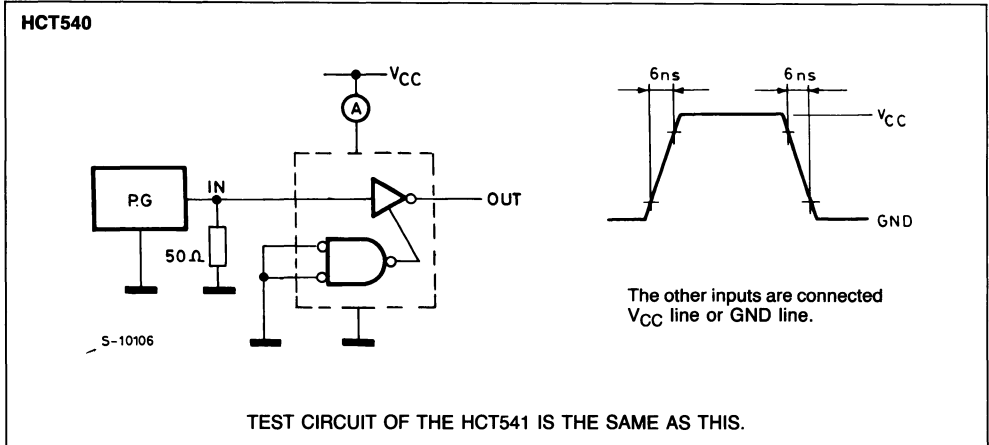 HCT540
VCC
A
6ns 6ns
VCC
P.G
IN
OUT
50Ω
GND
The other inputs are connected
VCC line or GND line.
S-10106
TEST CIRCUIT OF THE HCT541 IS THE SAME AS THIS.